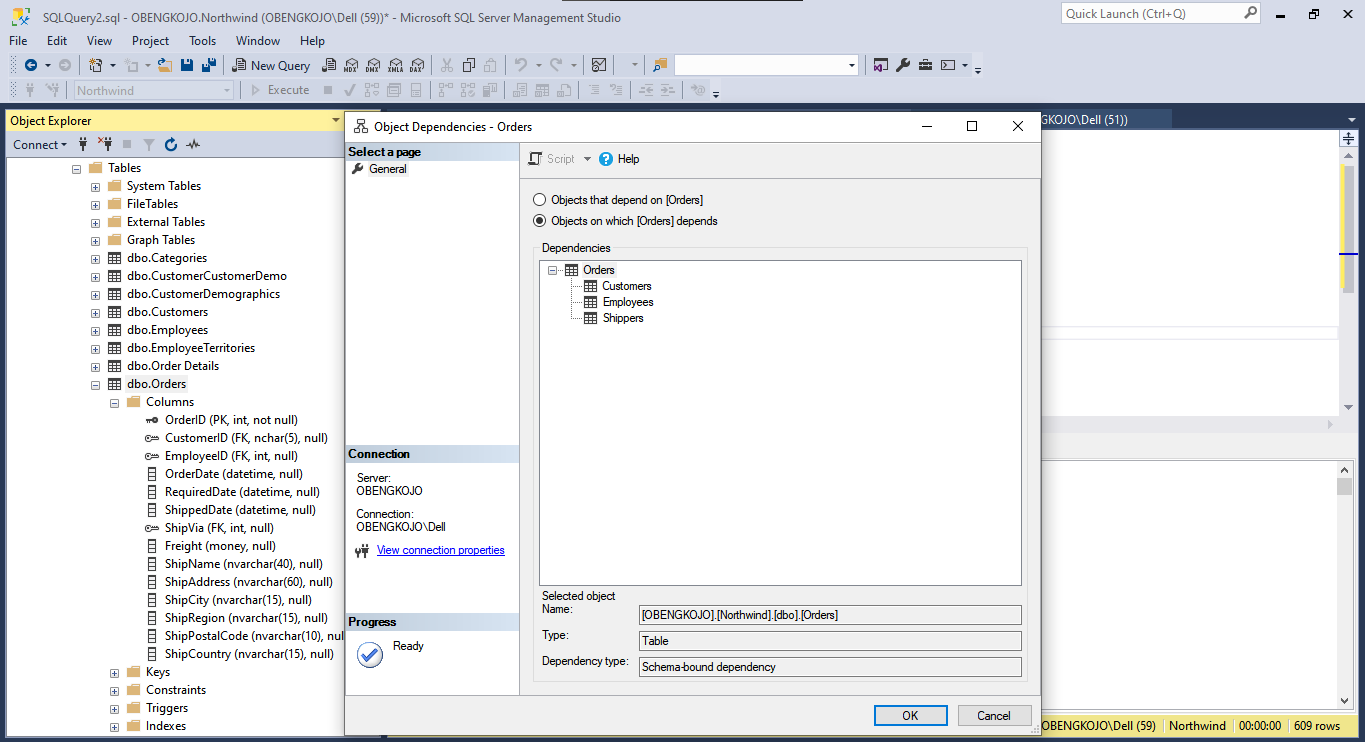 SQLQuery2.sql - OBENGKOJO.Northwind (OBENGKOJO\Dell (59))* - Microsoft SQL Server Management Studio
Quick Launch (Ctrl+Q)
File Edit View Project Tools Window Help
New Query MDX DMX XMLA DAX
Northwind Execute
Object Explorer
Connect
Tables
System Tables
FileTables
External Tables
Graph Tables
dbo.Categories
dbo.CustomerCustomerDemo
dbo.CustomerDemographics
dbo.Customers
dbo.Employees
dbo.EmployeeTerritories
dbo.Order Details
dbo.Orders
Columns
OrderID (PK, int, not null)
CustomerID (FK, nchar(5), null)
EmployeeID (FK, int, null)
OrderDate (datetime, null)
RequiredDate (datetime, null)
ShippedDate (datetime, null)
ShipVia (FK, int, null)
Freight (money, null)
ShipName (nvarchar(40), null)
ShipAddress (nvarchar(60), null)
ShipCity (nvarchar(15), null)
ShipRegion (nvarchar(15), null)
ShipPostalCode (nvarchar(10), nul
ShipCountry (nvarchar(15), null)
Keys
Constraints
Triggers
Indexes
Object Dependencies - Orders
Select a page
General
Connection
Server:
OBENGKOJO
Connection:
OBENGKOJO\Dell
View connection properties
Progress
Ready
Script Help
Objects that depend on [Orders]
Objects on which [Orders] depends
Dependencies
Orders
Customers
Employees
Shippers
Selected object
Name: [OBENGKOJO].[Northwind].[dbo].[Orders]
Type: Table
Dependency type: Schema-bound dependency
OK Cancel
GKOJO\Dell (51))
OBENGKOJO\Dell (59) Northwind 00:00:00 609 rows